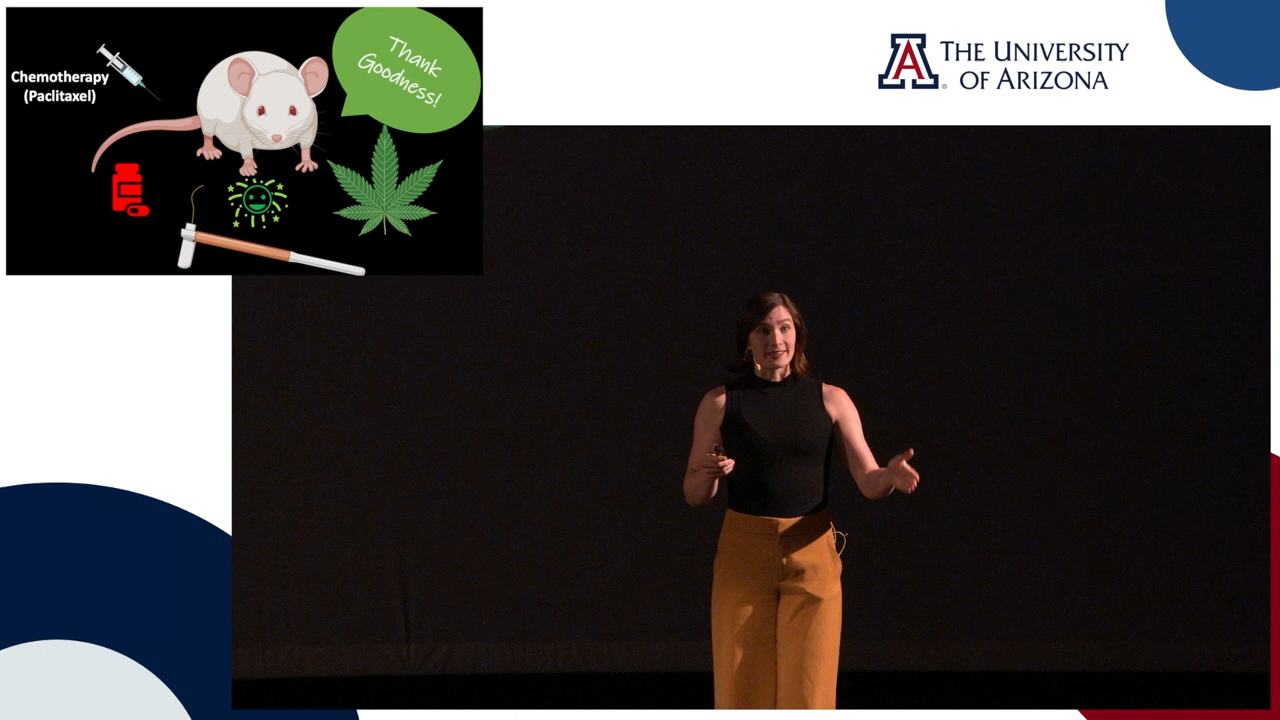 Chemotherapy
(Paclitaxel)
Thank
Goodness!
THE UNIVERSITY
OF ARIZONA